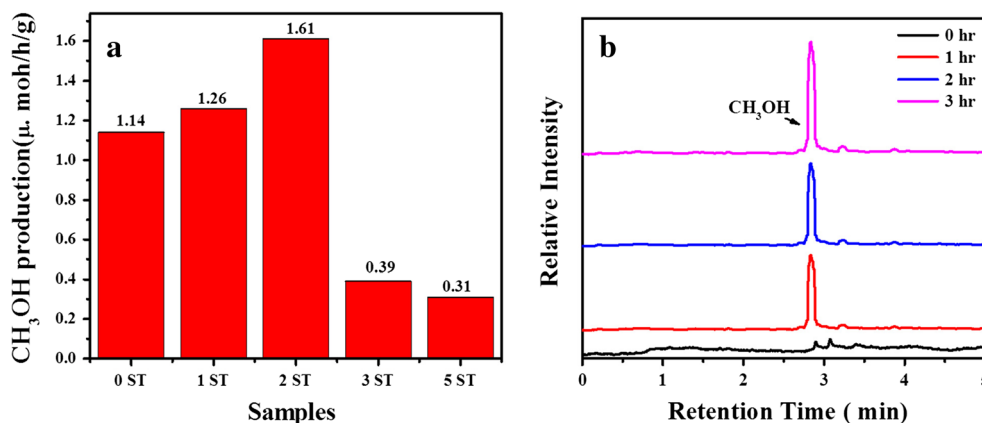 a
CH₃OH production(μ. moh/h/g)
1.6
1.4
1.2
1.0
0.8
0.6
0.4
0.2
0.0
1.14
1.26
1.61
0.39
0.31
0 ST 1 ST 2 ST 3 ST 5 ST
Samples
b
0 hr
1 hr
2 hr
3 hr
CH₃OH
Relative Intensity
0 1 2 3 4 5
Retention Time ( min)